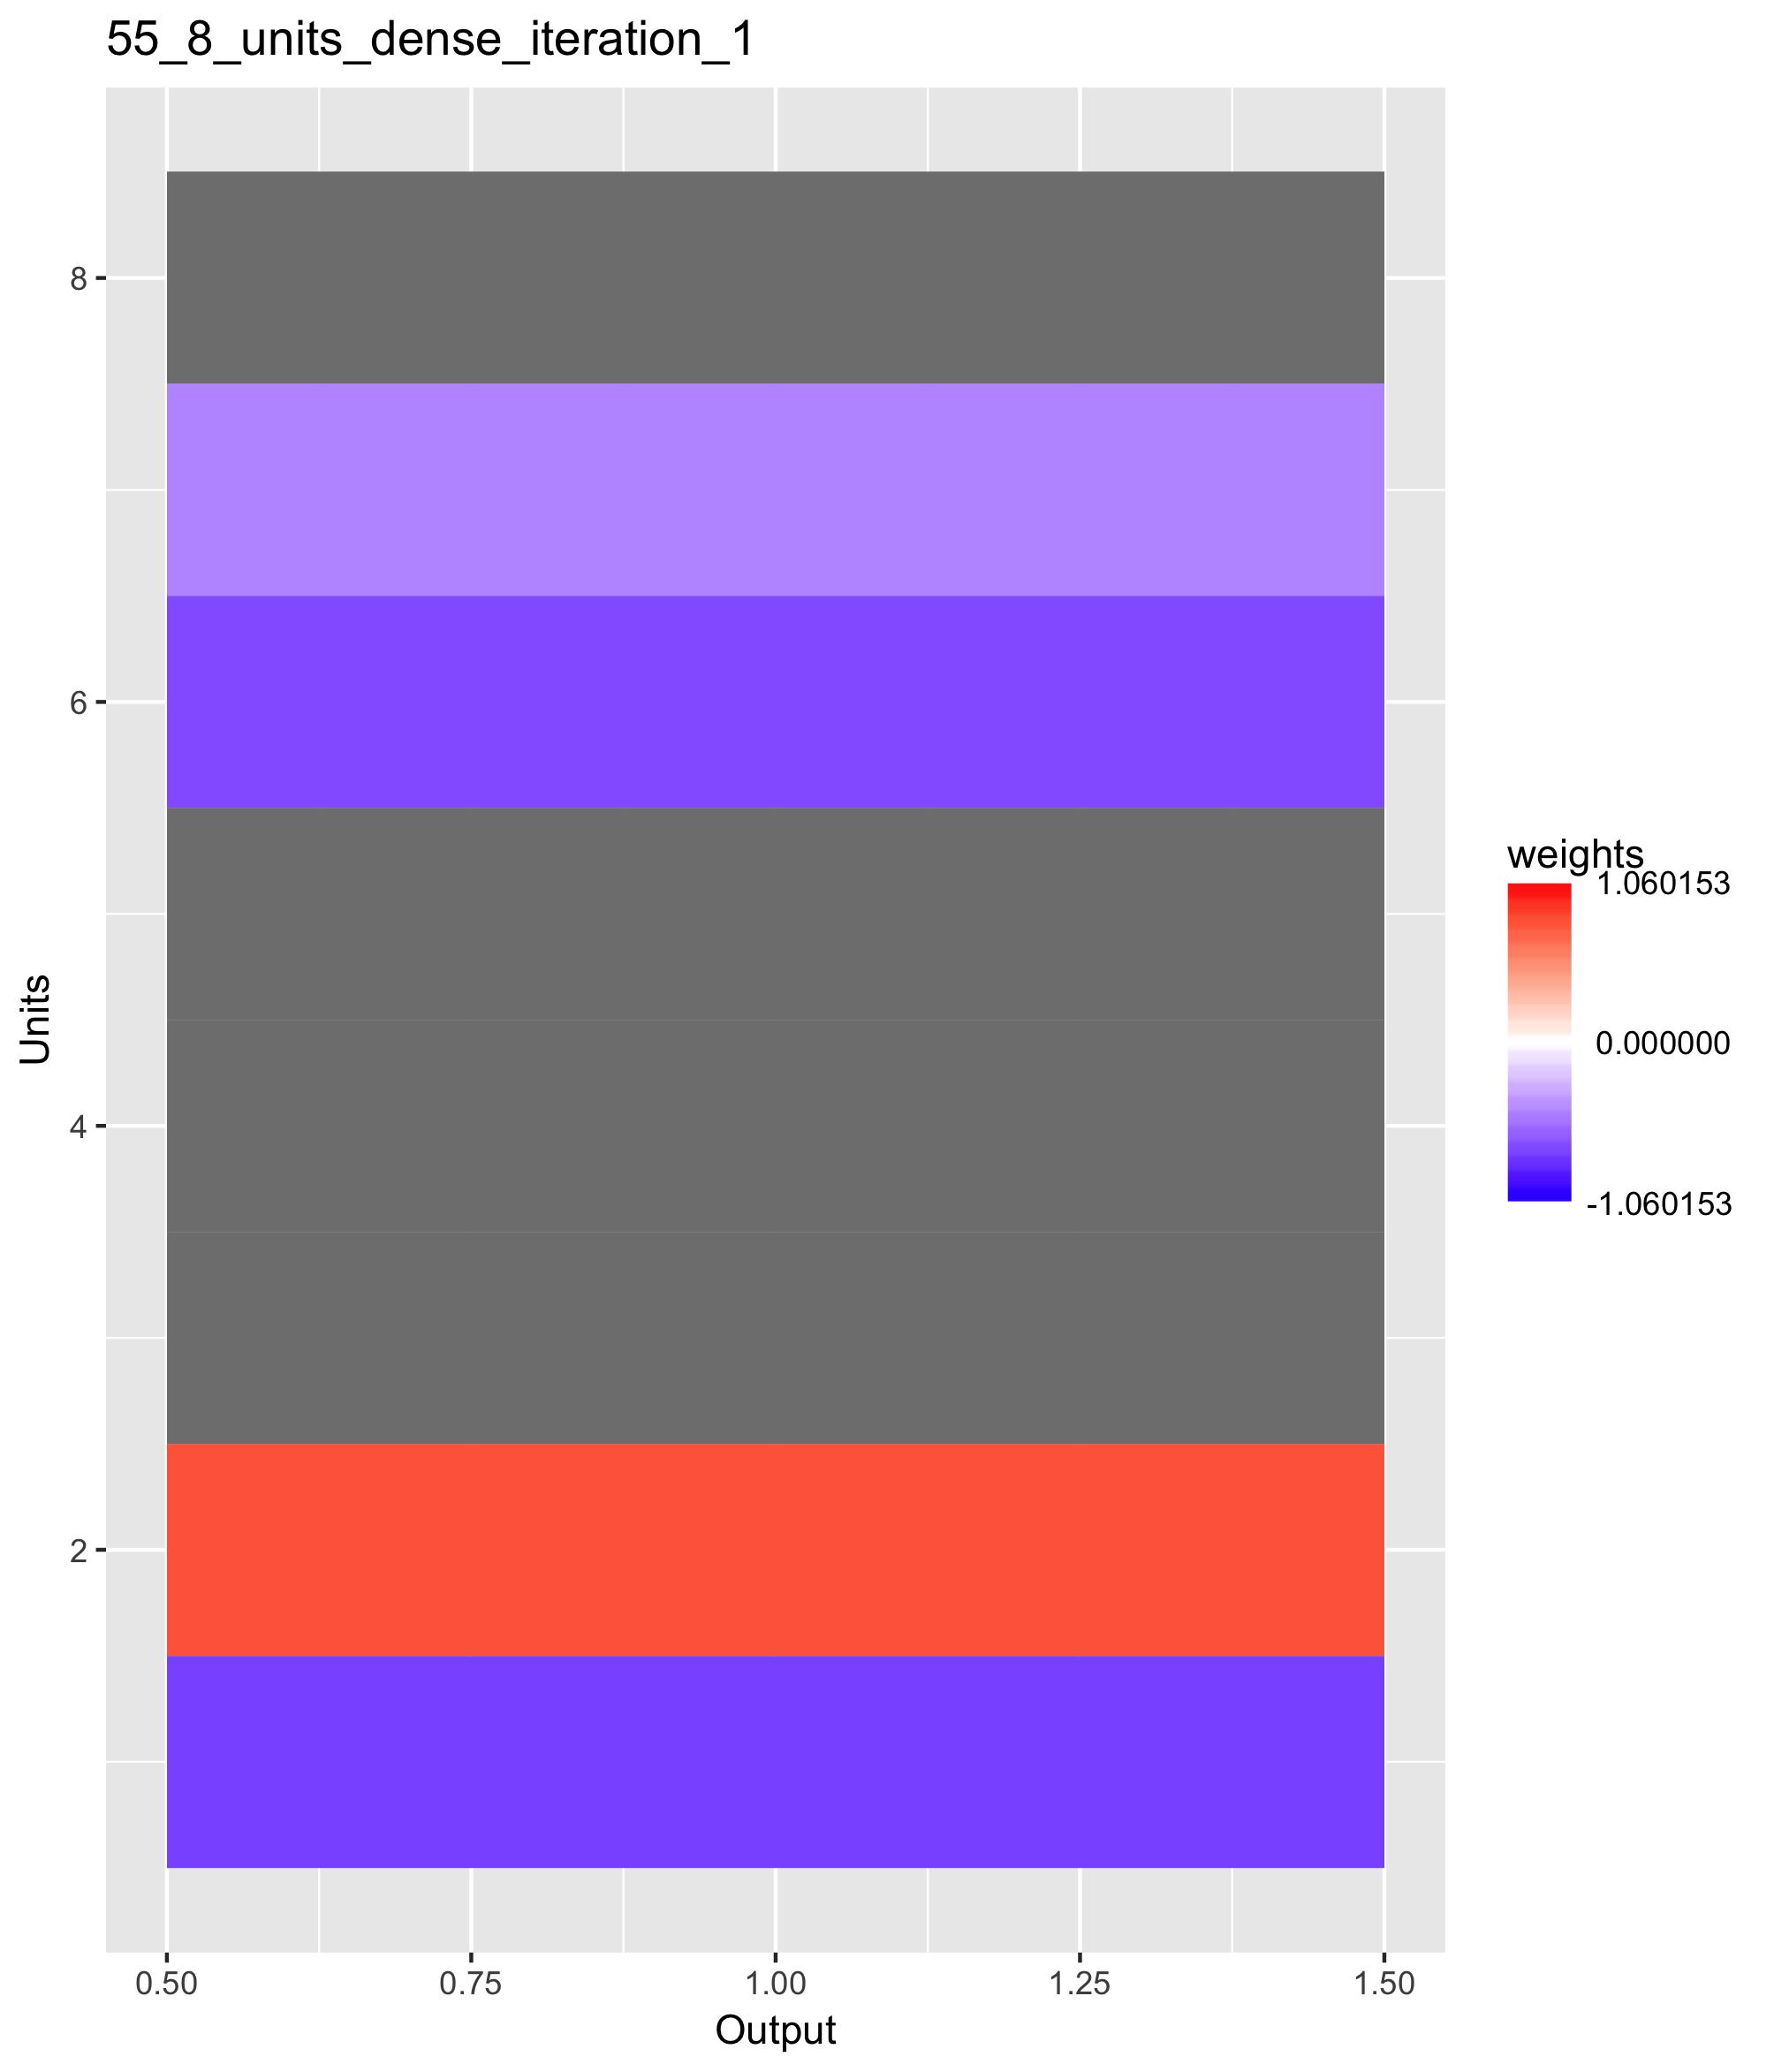 55_8_units_dense_iteration_1
8
6
4
2
Units
0.50 0.75 1.00 1.25 1.50
Output
weights
1.060153
0.000000
-1.060153